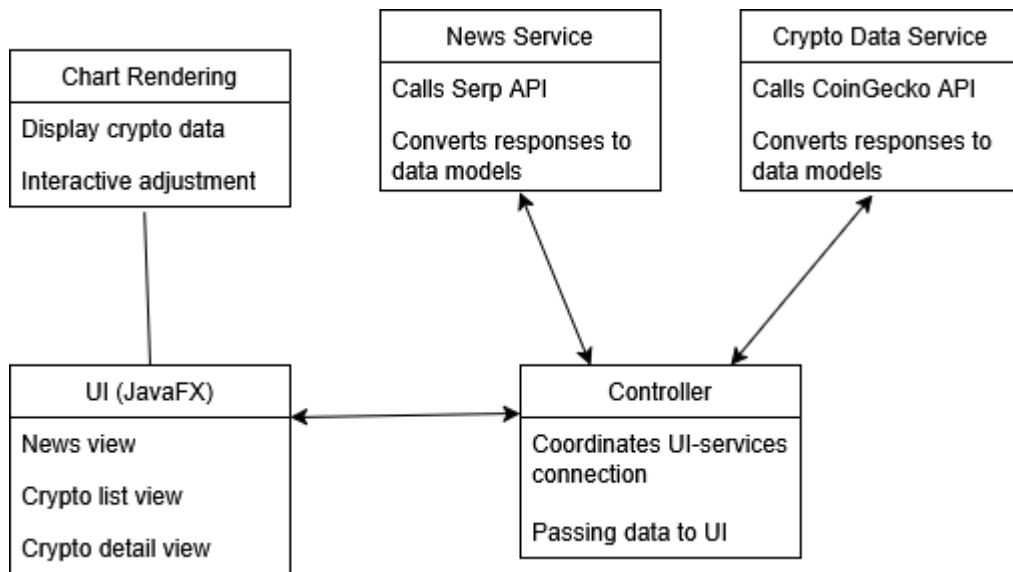 News Service
Calls Serp API
Converts responses to
data models
Crypto Data Service
Calls CoinGecko API
Converts responses to
data models
Chart Rendering
Display crypto data
Interactive adjustment
UI (JavaFX)
News view
Crypto list view
Crypto detail view
Controller
Coordinates UI-services
connection
Passing data to UI